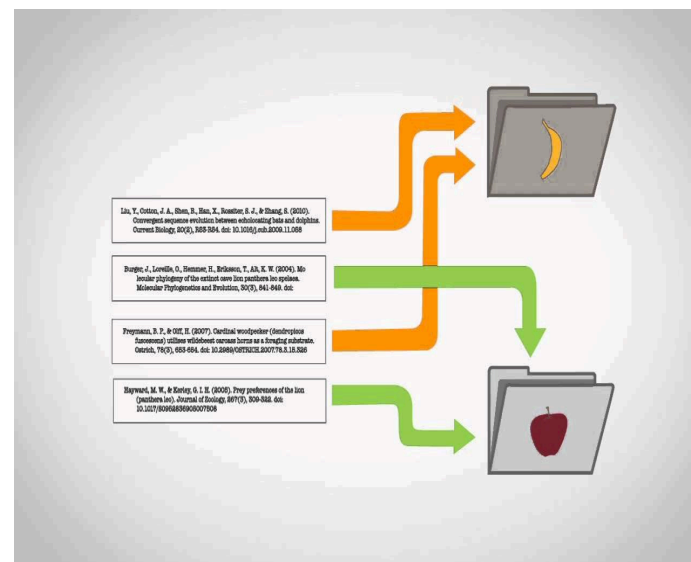 Liu, Y., Cotton, J. A., Shen, B., Han, X., Rossiter, S. J., & Zhang, S. (2010).
Convergent sequence evolution between echolocating bats and dolphins.
Current Biology, 20(2), R53-R54. doi: 10.1016/j.cub.2009.11.058
Burger, J., Loreille, O., Hemmer, H., Eriksson, T., Alt, K. W. (2004). Mo
lecular phylogeny of the extinct cave lion panthera leo spelaea.
Molecular Phylogenetics and Evolution, 30(3), 841-849. doi:
Freymann, B. P., & Olff, H. (2007). Cardinal woodpecker (dendropicos
fuscescens) utilises wildebeest carcass horns as a foraging substrate.
Ostrich, 78(3), 653-654. doi: 10.2989/OSTRICH.2007.78.3.15.328
Hayward, M. W., & Kerley, G. I. H. (2005). Prey preferences of the lion
(panthera leo). Journal of Zoology, 267(3), 309-322. doi:
10.1017/S0952836905007508